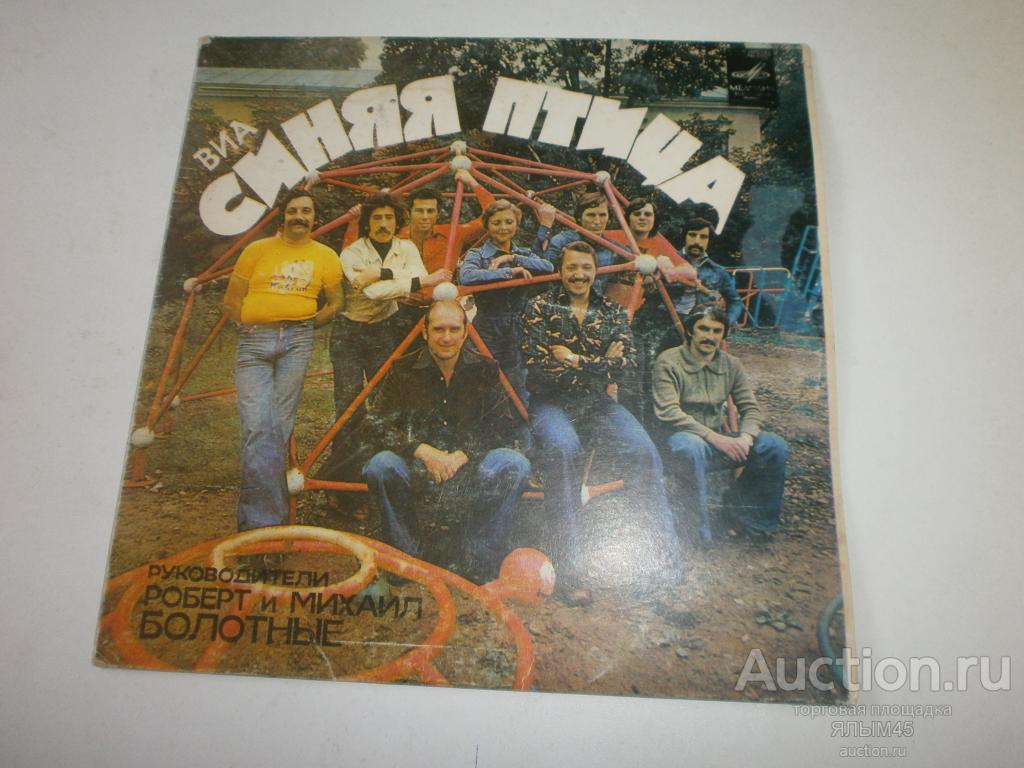 ВИА
СИНЯЯ ПТИЦА
РУКОВОДИТЕЛИ
РОБЕРТ и МИХАИЛ
БОЛОТНЫЕ
Auction.ru
торговая площадка
ЯЛЫМ45
auction.ru